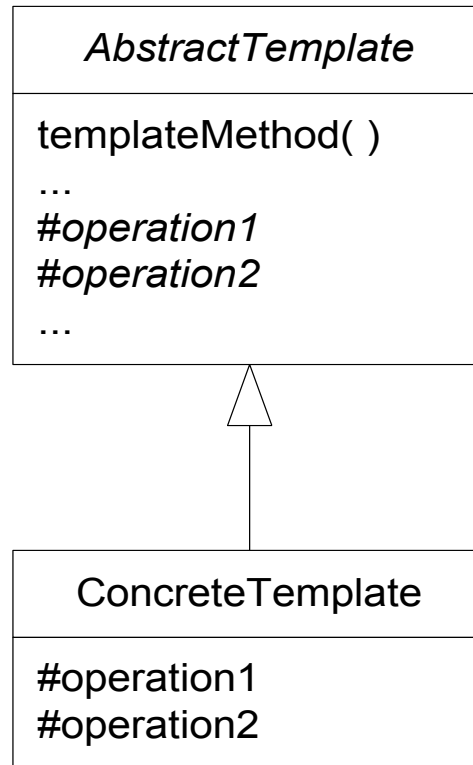 AbstractTemplate
templateMethod( )
...
#operation1
#operation2
...
ConcreteTemplate
#operation1
#operation2